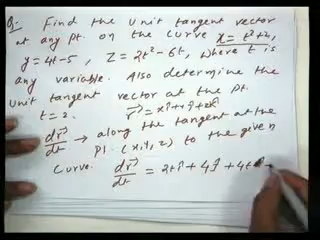 Q- Find the unit tangent vector
at any pt. on the curve x = t²+2,
y = 4t-5, z = 2t²-6t, where t is
any variable. Also determine the
unit tangent vector at the pt.
t = 2. r⃗ = xî+yĵ+zk̂
dr⃗/dt → along the tangent at the
pt. (x,y,z) to the given
curve. dr⃗/dt = 2tî + 4ĵ + 4t